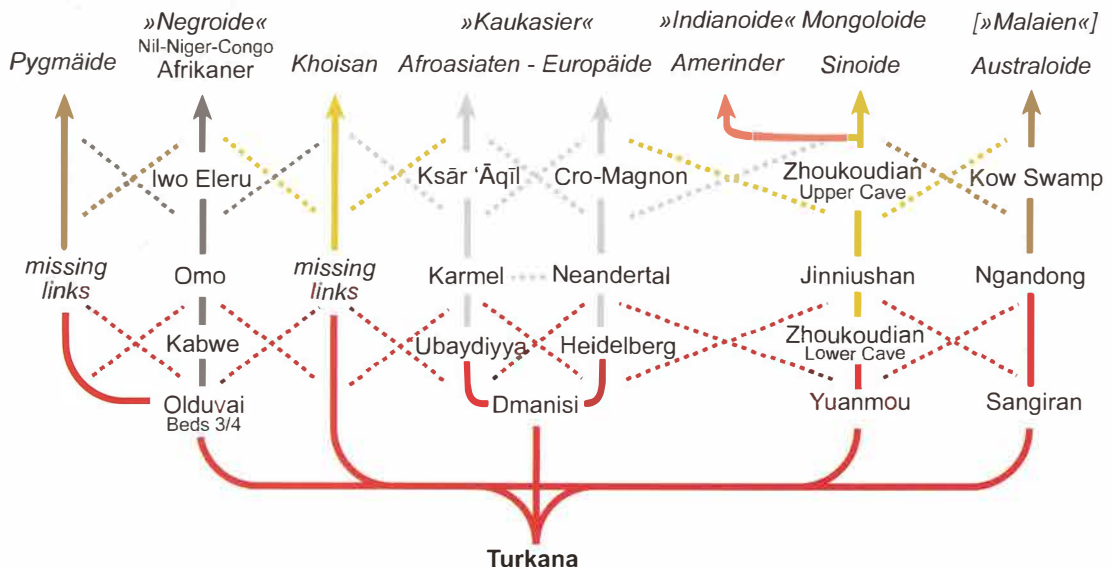 »Negroide«
»Kaukasier«
»Indianoide« Mongoloide
[»Malaien«]
Nil-Niger-Congo
Pygmäide
Afrikaner
Khoisan
Afroasiaten - Europäide
Amerinder
Sinoide
Australoide
Iwo Eleru
Ksār ‘Āqīl
Cro-Magnon
Zhoukoudian
Upper Cave
Kow Swamp
missing
links
Omo
missing
links
Karmel
Neandertal
Jinniushan
Ngandong
Kabwe
Ubaydiyya
Heidelberg
Zhoukoudian
Lower Cave
Olduvai
Beds 3/4
Dmanisi
Yuanmou
Sangiran
Turkana